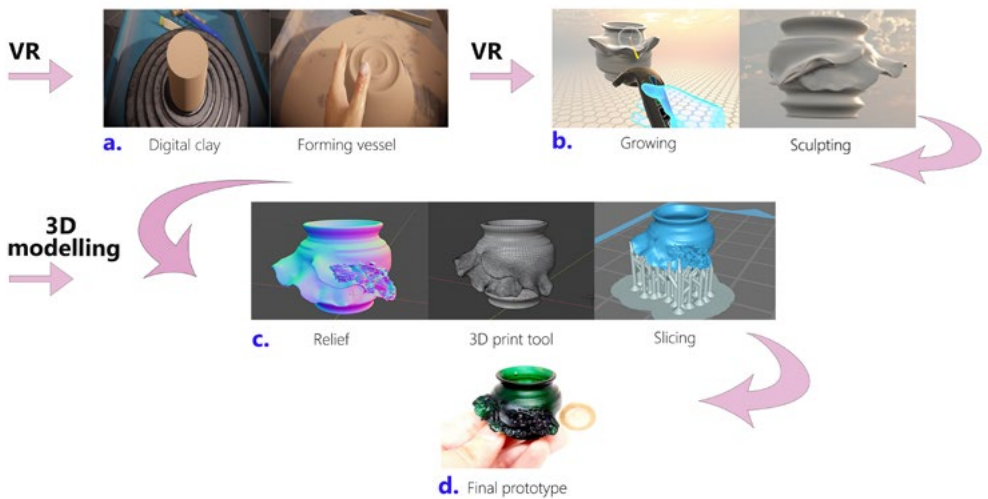 VR
VR
a. Digital clay
Forming vessel
b. Growing
Sculpting
3D
modelling
c. Relief
3D print tool
Slicing
d. Final prototype